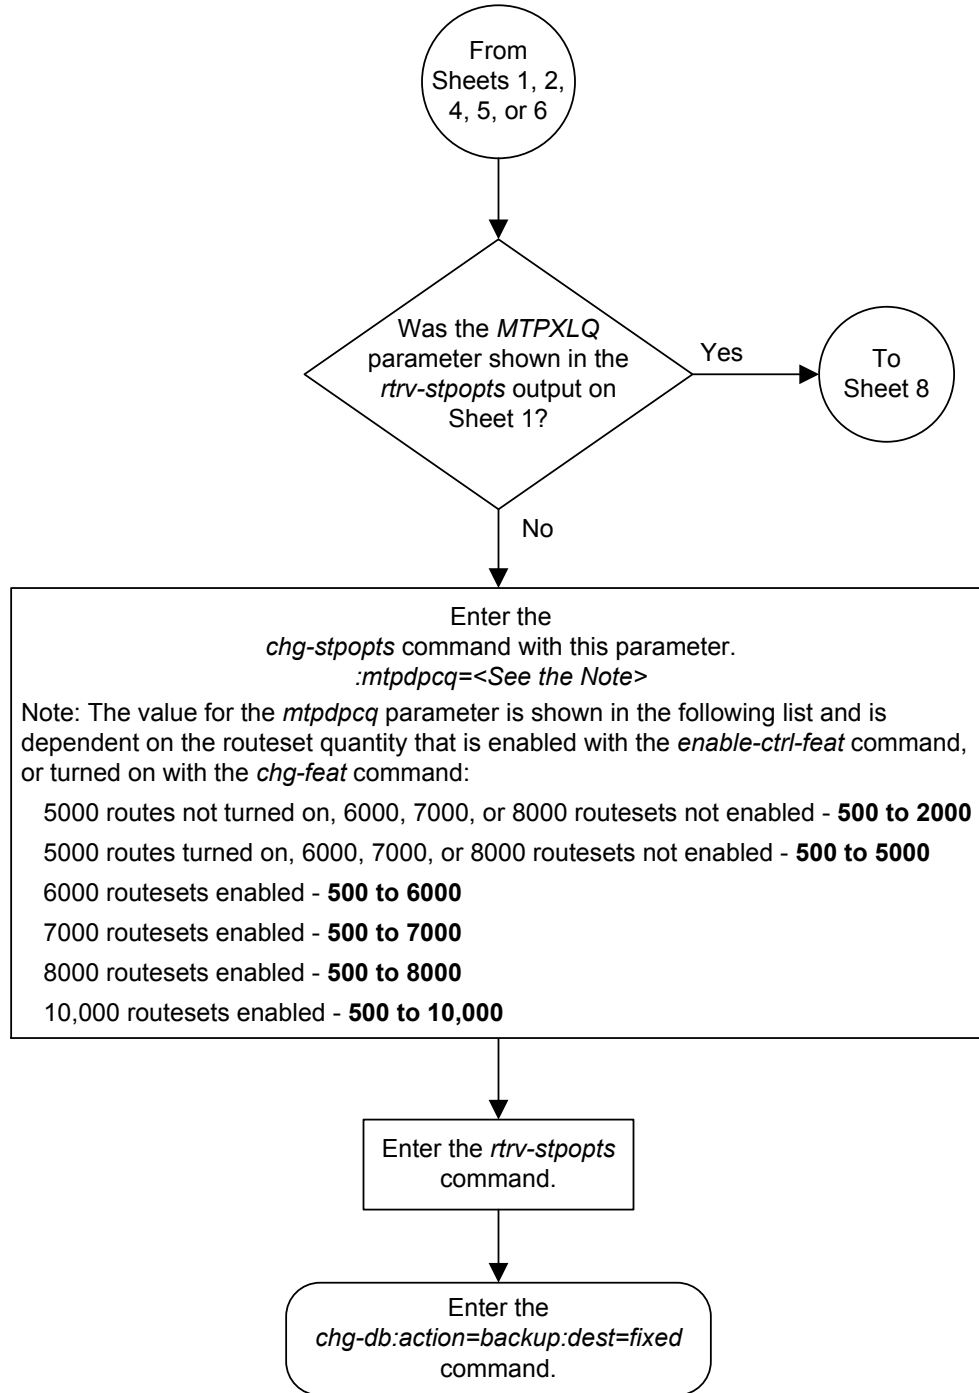 From
Sheets 1, 2,
4, 5, or 6
Was the MTPXLQ
parameter shown in the
rtrv-stpopts output on
Sheet 1?
Yes
To
Sheet 8
No
Enter the
chg-stpopts command with this parameter.
:mtpdpcq=<See the Note>
Note: The value for the mtpdpcq parameter is shown in the following list and is
dependent on the routeset quantity that is enabled with the enable-ctrl-feat command,
or turned on with the chg-feat command:
5000 routes not turned on, 6000, 7000, or 8000 routesets not enabled - 500 to 2000
5000 routes turned on, 6000, 7000, or 8000 routesets not enabled - 500 to 5000
6000 routesets enabled - 500 to 6000
7000 routesets enabled - 500 to 7000
8000 routesets enabled - 500 to 8000
10,000 routesets enabled - 500 to 10,000
Enter the rtrv-stpopts
command.
Enter the
chg-db:action=backup:dest=fixed
command.